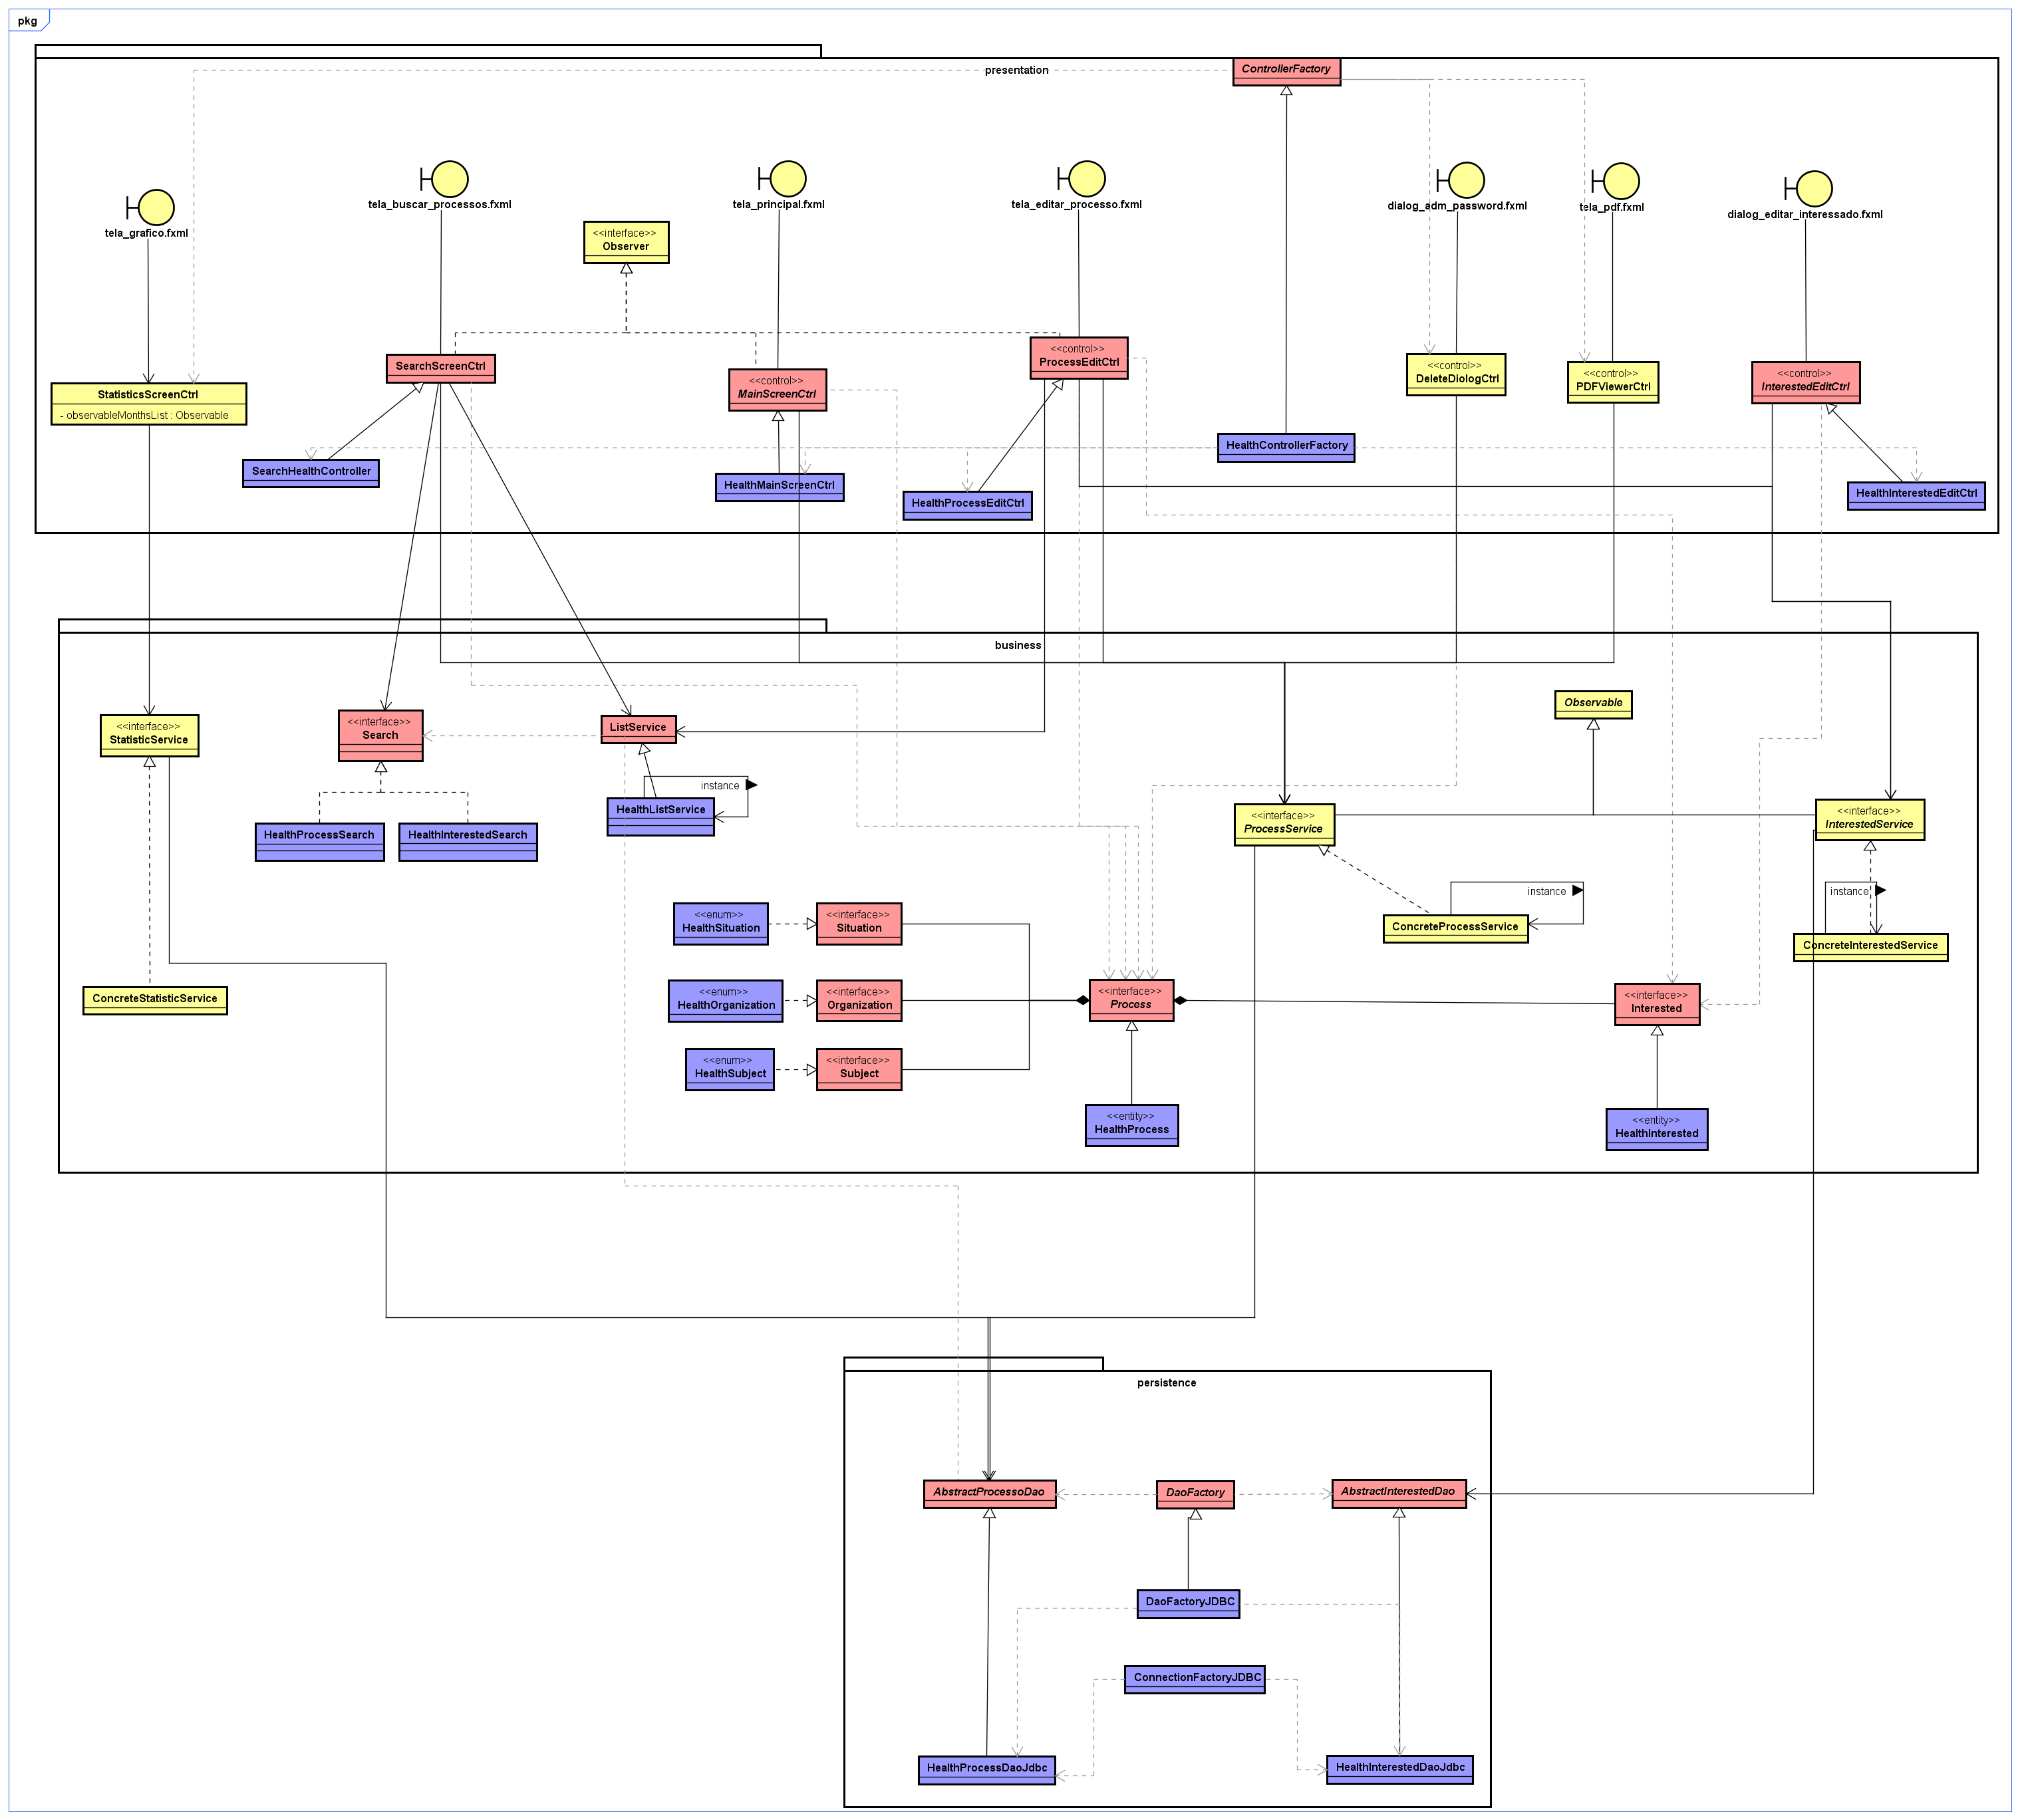 pkg
presentation
ControllerFactory
tela_grafico.fxml
tela_buscar_processos.fxml
tela_principal.fxml
tela_editar_processo.fxml
dialog_adm_password.fxml
tela_pdf.fxml
dialog_editar_interessado.fxml
<<interface>>
Observer
StatisticsScreenCtrl
- observableMonthsList : Observable
SearchScreenCtrl
<<control>>
MainScreenCtrl
<<control>>
ProcessEditCtrl
<<control>>
DeleteDiologCtrl
<<control>>
PDFViewerCtrl
<<control>>
InterestedEditCtrl
SearchHealthController
HealthMainScreenCtrl
HealthProcessEditCtrl
HealthControllerFactory
HealthInterestedEditCtrl
business
<<interface>>
StatisticService
<<interface>>
Search
ListService
Observable
instance
HealthProcessSearch
HealthInterestedSearch
HealthListService
<<interface>>
ProcessService
<<interface>>
InterestedService
instance
instance
ConcreteProcessService
ConcreteInterestedService
<<enum>>
HealthSituation
<<interface>>
Situation
ConcreteStatisticService
<<enum>>
HealthOrganization
<<interface>>
Organization
<<interface>>
Process
<<interface>>
Interested
<<enum>>
HealthSubject
<<interface>>
Subject
<<entity>>
HealthProcess
<<entity>>
HealthInterested
persistence
AbstractProcessoDao
DaoFactory
AbstractInterestedDao
DaoFactoryJDBC
ConnectionFactoryJDBC
HealthProcessDaoJdbc
HealthInterestedDaoJdbc